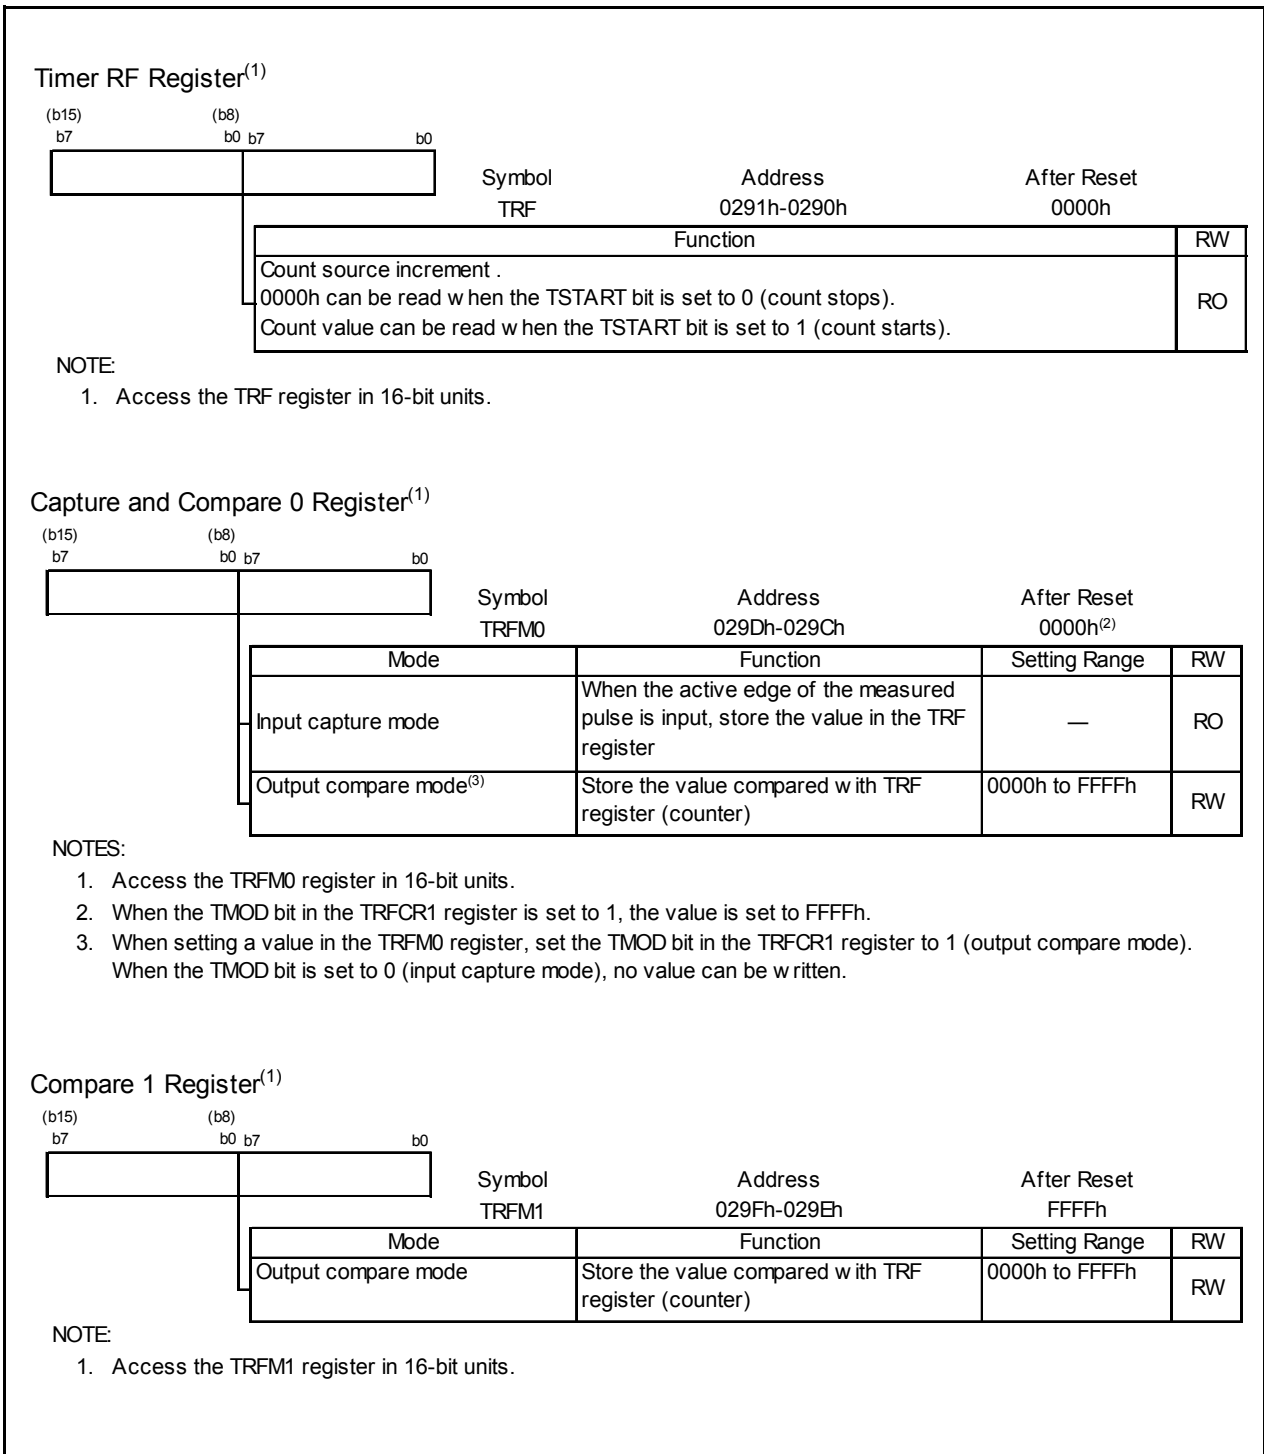 Timer RF Register(1)
(b15) (b8)
b7 b0 b7 b0
Symbol Address After Reset
TRF 0291h-0290h 0000h
Function RW
Count source increment .
0000h can be read when the TSTART bit is set to 0 (count stops).
Count value can be read when the TSTART bit is set to 1 (count starts).
RO
NOTE:
1. Access the TRF register in 16-bit units.
Capture and Compare 0 Register(1)
(b15) (b8)
b7 b0 b7 b0
Symbol Address After Reset
TRFM0 029Dh-029Ch 0000h(2)
Mode Function Setting Range RW
Input capture mode
When the active edge of the measured
pulse is input, store the value in the TRF
register
— RO
Output compare mode(3)
Store the value compared with TRF
register (counter)
0000h to FFFFh
RW
NOTES:
1. Access the TRFM0 register in 16-bit units.
2. When the TMOD bit in the TRFCR1 register is set to 1, the value is set to FFFFh.
3. When setting a value in the TRFM0 register, set the TMOD bit in the TRFCR1 register to 1 (output compare mode).
When the TMOD bit is set to 0 (input capture mode), no value can be written.
Compare 1 Register(1)
(b15) (b8)
b7 b0 b7 b0
Symbol Address After Reset
TRFM1 029Fh-029Eh FFFFh
Mode Function Setting Range RW
Output compare mode
Store the value compared with TRF
register (counter)
0000h to FFFFh
RW
NOTE:
1. Access the TRFM1 register in 16-bit units.